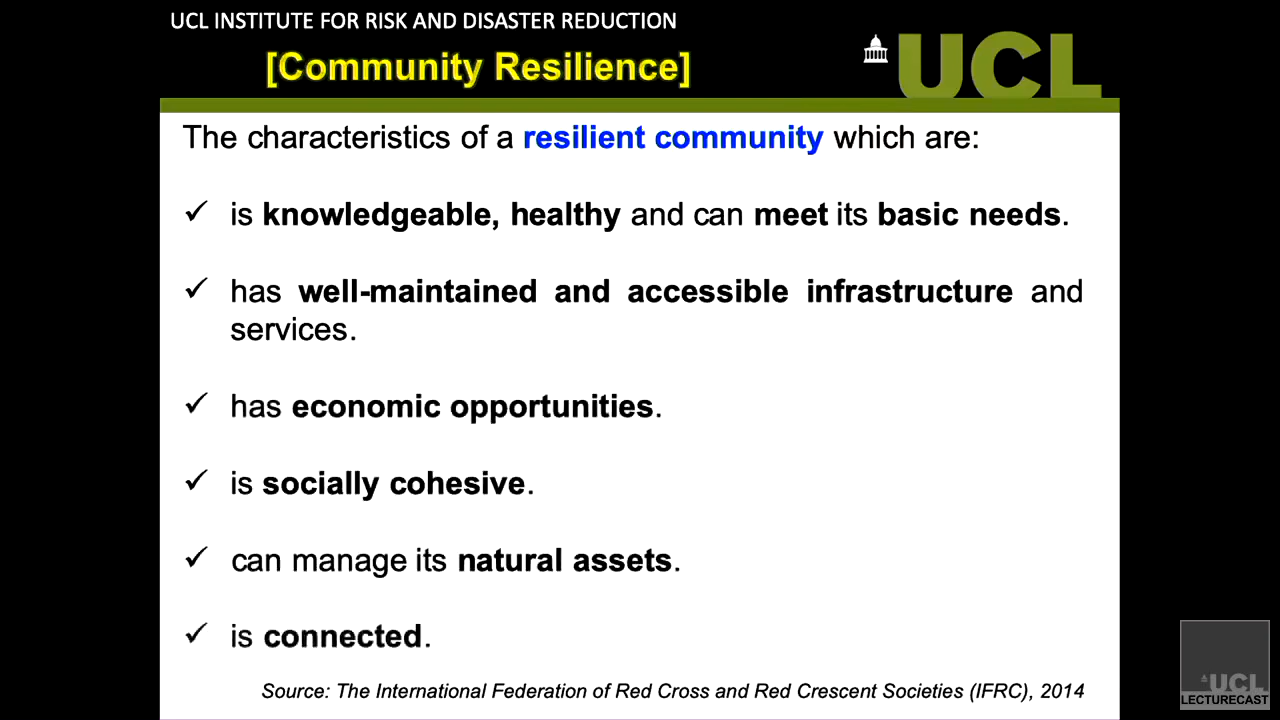 UCL INSTITUTE FOR RISK AND DISASTER REDUCTION
[Community Resilience]
UCL
The characteristics of a resilient community which are:
✓ is knowledgeable, healthy and can meet its basic needs.
✓ has well-maintained and accessible infrastructure and
services.
✓ has economic opportunities.
✓ is socially cohesive.
✓ can manage its natural assets.
✓ is connected.
Source: The International Federation of Red Cross and Red Crescent Societies (IFRC), 2014
UCL
LECTURECAST